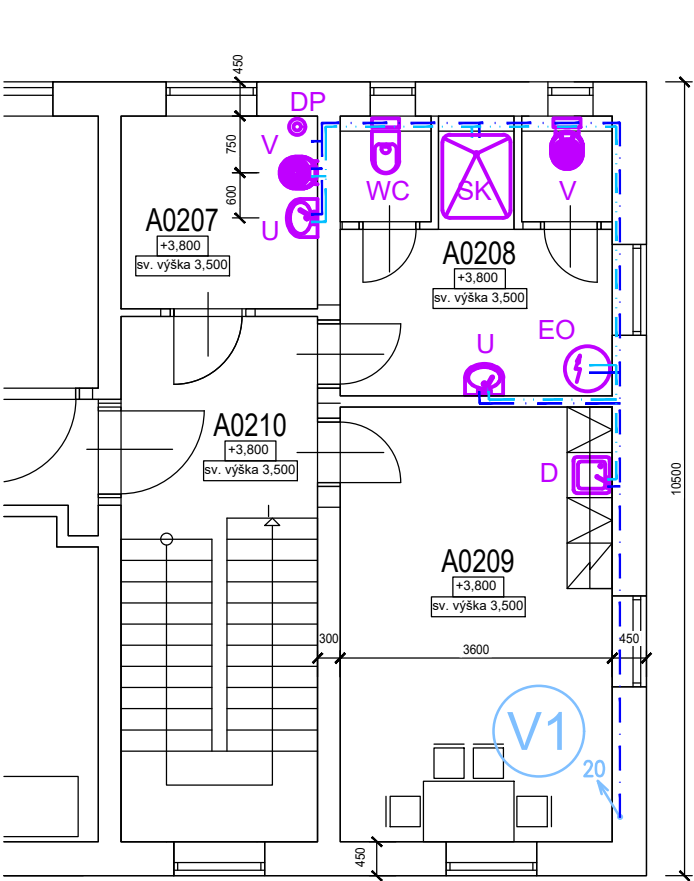 450
DP
750
V
600
U
WC
SK
V
A0207
+3,800
sv. výška 3,500
A0208
+3,800
sv. výška 3,500
U
EO
A0210
+3,800
sv. výška 3,500
D
10500
A0209
+3,800
sv. výška 3,500
300
3600
450
V1
20
450